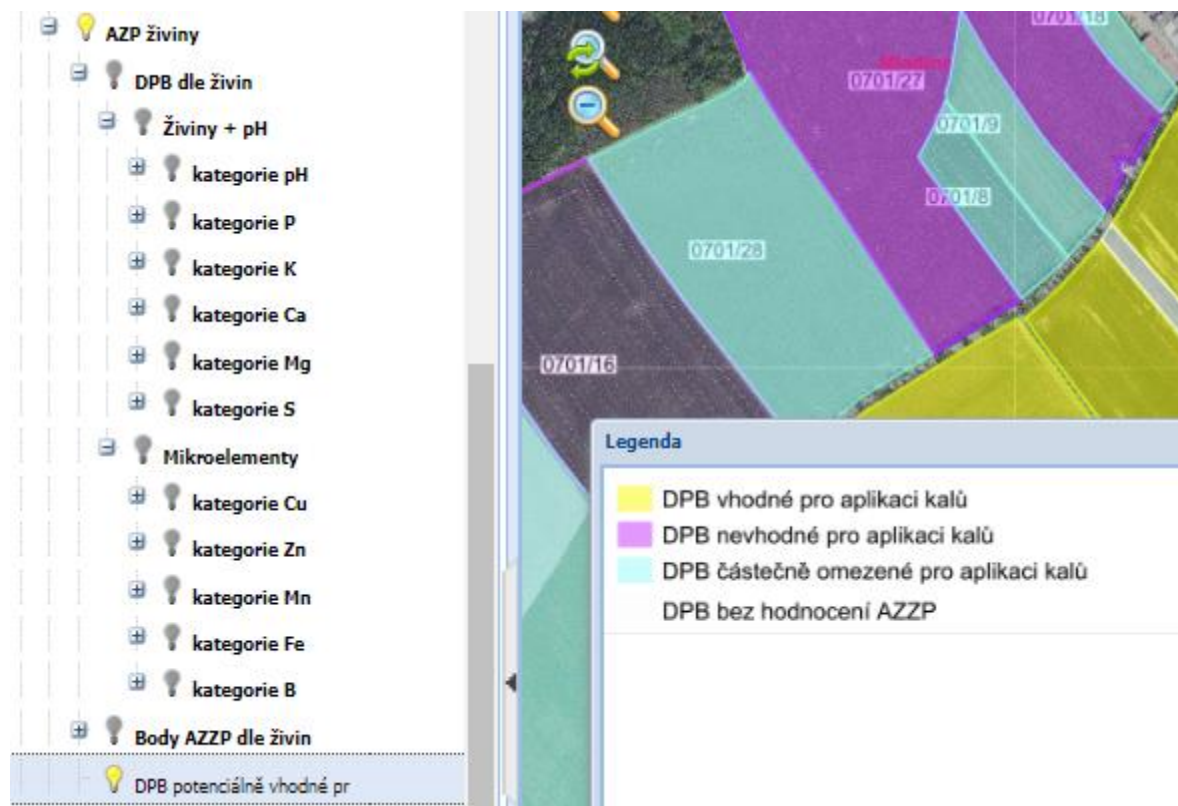 AZP živiny
DPB dle živin
Živiny + pH
kategorie pH
kategorie P
kategorie K
kategorie Ca
kategorie Mg
kategorie S
Mikroelementy
kategorie Cu
kategorie Zn
kategorie Mn
kategorie Fe
kategorie B
Body AZZP dle živin
DPB potenciálně vhodné pr
0701/18
0701/27
0701/9
0701/8
0701/28
0701/16
Legenda
DPB vhodné pro aplikaci kalů
DPB nevhodné pro aplikaci kalů
DPB částečně omezené pro aplikaci kalů
DPB bez hodnocení AZZP